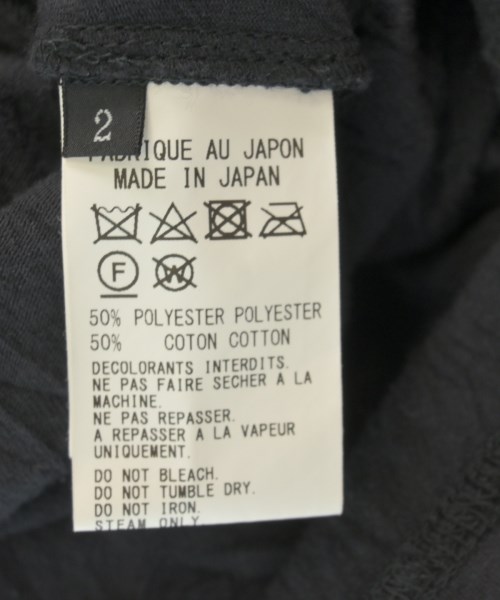 2
FABRIQUE AU JAPON
MADE IN JAPAN
F W
50% POLYESTER POLYESTER
50% COTON COTTON
DECOLORANTS INTERDITS.
NE PAS FAIRE SECHER A LA
MACHINE.
NE PAS REPASSER.
A REPASSER A LA VAPEUR
UNIQUEMENT.
DO NOT BLEACH.
DO NOT TUMBLE DRY.
DO NOT IRON.
STEAM ONLY.